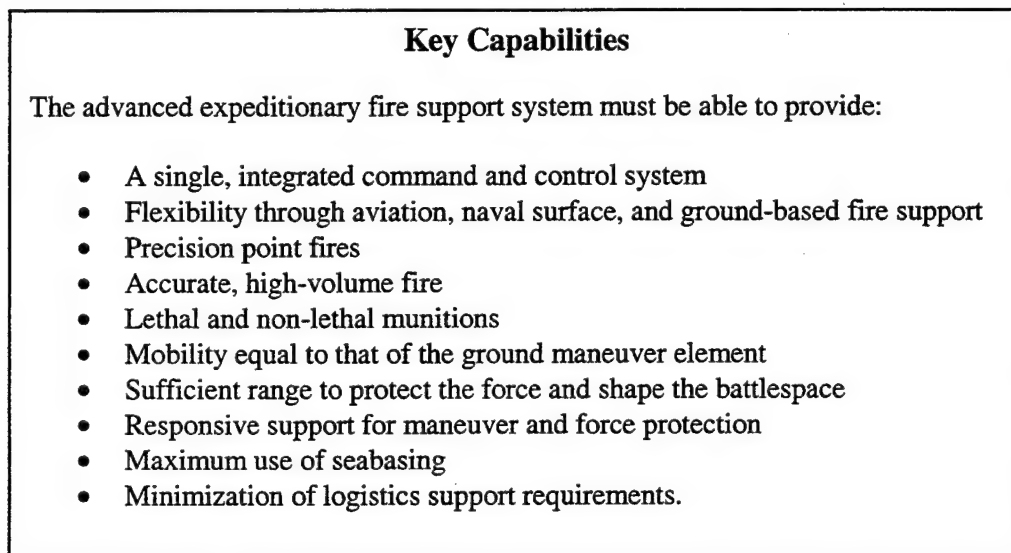 Key Capabilities
The advanced expeditionary fire support system must be able to provide:
• A single, integrated command and control system
• Flexibility through aviation, naval surface, and ground-based fire support
• Precision point fires
• Accurate, high-volume fire
• Lethal and non-lethal munitions
• Mobility equal to that of the ground maneuver element
• Sufficient range to protect the force and shape the battlespace
• Responsive support for maneuver and force protection
• Maximum use of seabasing
• Minimization of logistics support requirements.